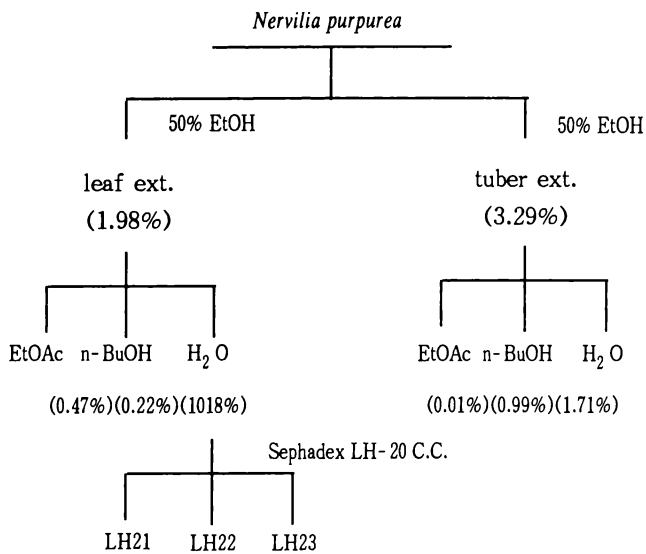 Nervilia purpurea
50% EtOH 50% EtOH
leaf ext. tuber ext.
(1.98%) (3.29%)
EtOAc n-BuOH H₂O EtOAc n-BuOH H₂O
(0.47%)(0.22%)(1018%) (0.01%)(0.99%)(1.71%)
Sephadex LH-20 C.C.
LH21 LH22 LH23